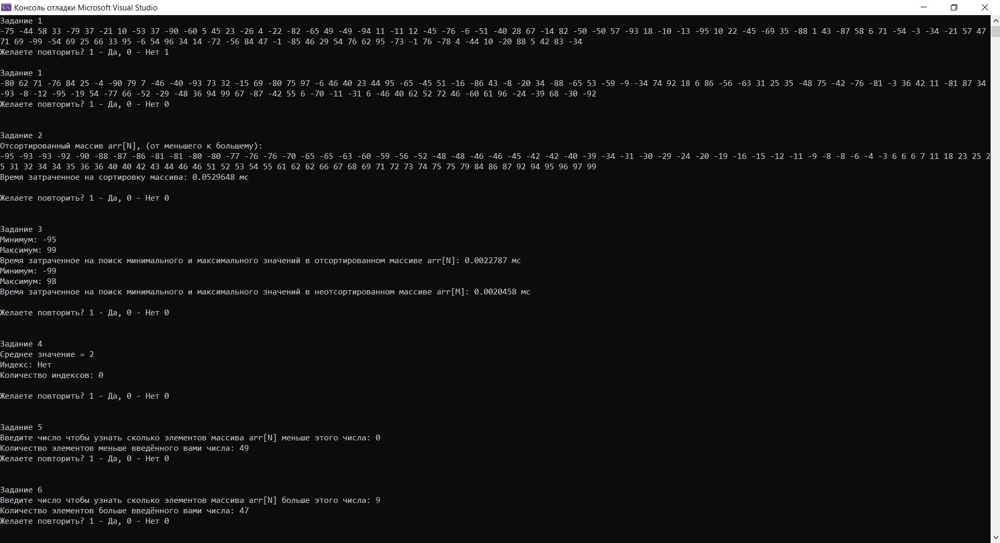 Консоль отладки Microsoft Visual Studio
Задание 1
-75 -44 58 33 -79 37 -21 10 -53 37 -90 -60 5 45 23 -26 4 -22 -82 -65 49 -49 -94 11 -11 12 -45 -76 -6 -51 -40 28 67 -14 82 -50 -50 57 -93 18 -10 -13 -95 10 22 -45 -69 35 -88 1 43 -87 58 6 71 -54 -3 -34 -21 57 47
71 69 -99 -54 69 25 66 33 95 -6 54 96 34 14 -72 -56 84 47 -1 -85 46 29 54 76 62 95 -73 -1 76 -78 4 -44 10 -20 88 5 42 83 -34
Желаете повторить? 1 - Да, 0 - Нет 1
Задание 1
-80 62 71 -76 84 25 -4 -90 79 7 -46 -40 -93 73 32 -15 69 -80 75 97 -6 46 40 23 44 95 -65 -45 51 -16 -86 43 -8 -20 34 -88 -65 53 -59 -9 -34 74 92 18 6 86 -56 -63 31 25 35 -48 75 -42 -76 -81 -3 36 42 11 -81 87 34
-93 -8 -12 -95 -19 54 -77 66 -52 -29 -48 36 94 99 67 -87 -42 55 6 -70 -11 -31 6 -46 40 62 52 72 46 -60 61 96 -24 -39 68 -30 -92
Желаете повторить? 1 - Да, 0 - Нет 0
Задание 2
Отсортированный массив arr[N], (от меньшего к большему):
-95 -93 -93 -92 -90 -88 -87 -86 -81 -81 -80 -80 -77 -76 -76 -70 -65 -65 -63 -60 -59 -56 -52 -48 -48 -46 -46 -45 -42 -42 -40 -39 -34 -31 -30 -29 -24 -20 -19 -16 -15 -12 -11 -9 -8 -8 -6 -4 -3 6 6 6 7 11 18 23 25 2
5 31 32 34 34 35 36 36 40 40 42 43 44 46 46 51 52 53 54 55 61 62 62 66 67 68 69 71 72 73 74 75 75 79 84 86 87 92 94 95 96 97 99
Время затраченное на сортировку массива: 0.0529648 мс
Желаете повторить? 1 - Да, 0 - Нет 0
Задание 3
Минимум: -95
Максимум: 99
Время затраченное на поиск минимального и максимального значений в отсортированном массиве arr[N]: 0.0022787 мс
Минимум: -99
Максимум: 98
Время затраченное на поиск минимального и максимального значений в неотсортированном массиве arr[M]: 0.0020458 мс
Желаете повторить? 1 - Да, 0 - Нет 0
Задание 4
Среднее значение = 2
Индекс: Нет
Количество индексов: 0
Желаете повторить? 1 - Да, 0 - Нет 0
Задание 5
Введите число чтобы узнать сколько элементов массива arr[N] меньше этого числа: 0
Количество элементов меньше введённого вами числа: 49
Желаете повторить? 1 - Да, 0 - Нет 0
Задание 6
Введите число чтобы узнать сколько элементов массива arr[N] больше этого числа: 9
Количество элементов больше введённого вами числа: 47
Желаете повторить? 1 - Да, 0 - Нет 0